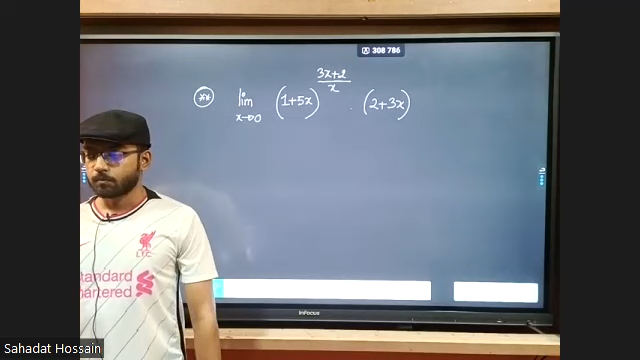 308 786
** lim x→0 (1+5x)^((3x+2)/x) · (2+3x)
L.F.C.
Standard
Chartered
InFocus
Sahadat Hossain